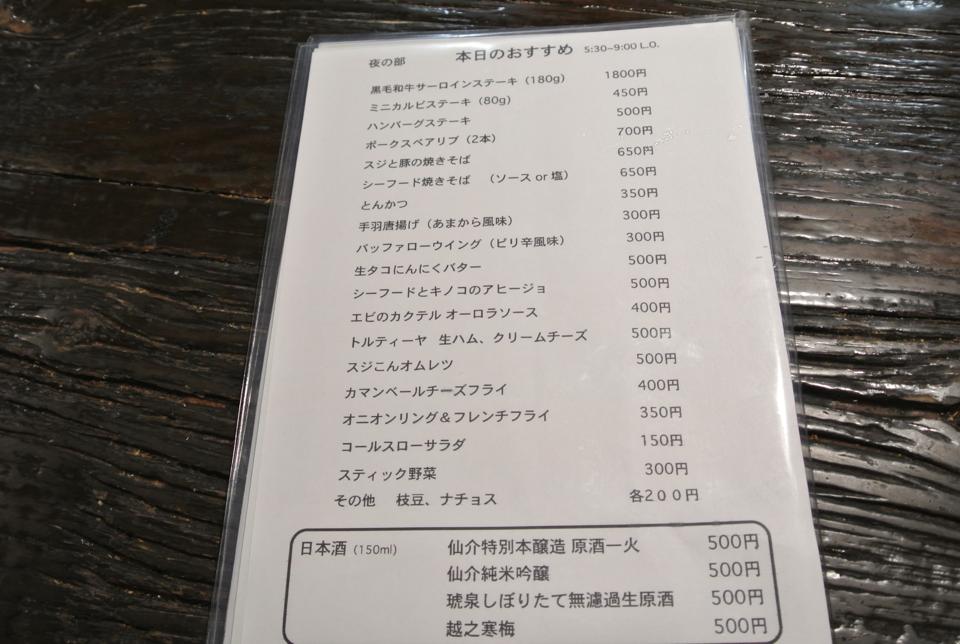 夜の部 本日のおすすめ 5:30~9:00 L.O.
黒毛和牛サーロインステーキ (180g) 1800円
ミニカルビステーキ (80g) 450円
ハンバーグステーキ 500円
ポークスペアリブ (2本) 700円
スジと豚の焼きそば 650円
シーフード焼きそば (ソース or 塩) 650円
とんかつ 350円
手羽唐揚げ (あまから風味) 300円
バッファローウイング (ピリ辛風味) 300円
生タコにんにくバター 500円
シーフードとキノコのアヒージョ 500円
エビのカクテル オーロラソース 400円
トルティーヤ 生ハム、クリームチーズ 500円
スジこんオムレツ 500円
カマンベールチーズフライ 400円
オニオンリング&フレンチフライ 350円
コールスローサラダ 150円
スティック野菜 300円
その他 枝豆、ナチョス 各200円
日本酒 (150ml) 仙介特別本醸造 原酒一火 500円
仙介純米吟醸 500円
琥泉しぼりたて無濾過生原酒 500円
越之寒梅 500円